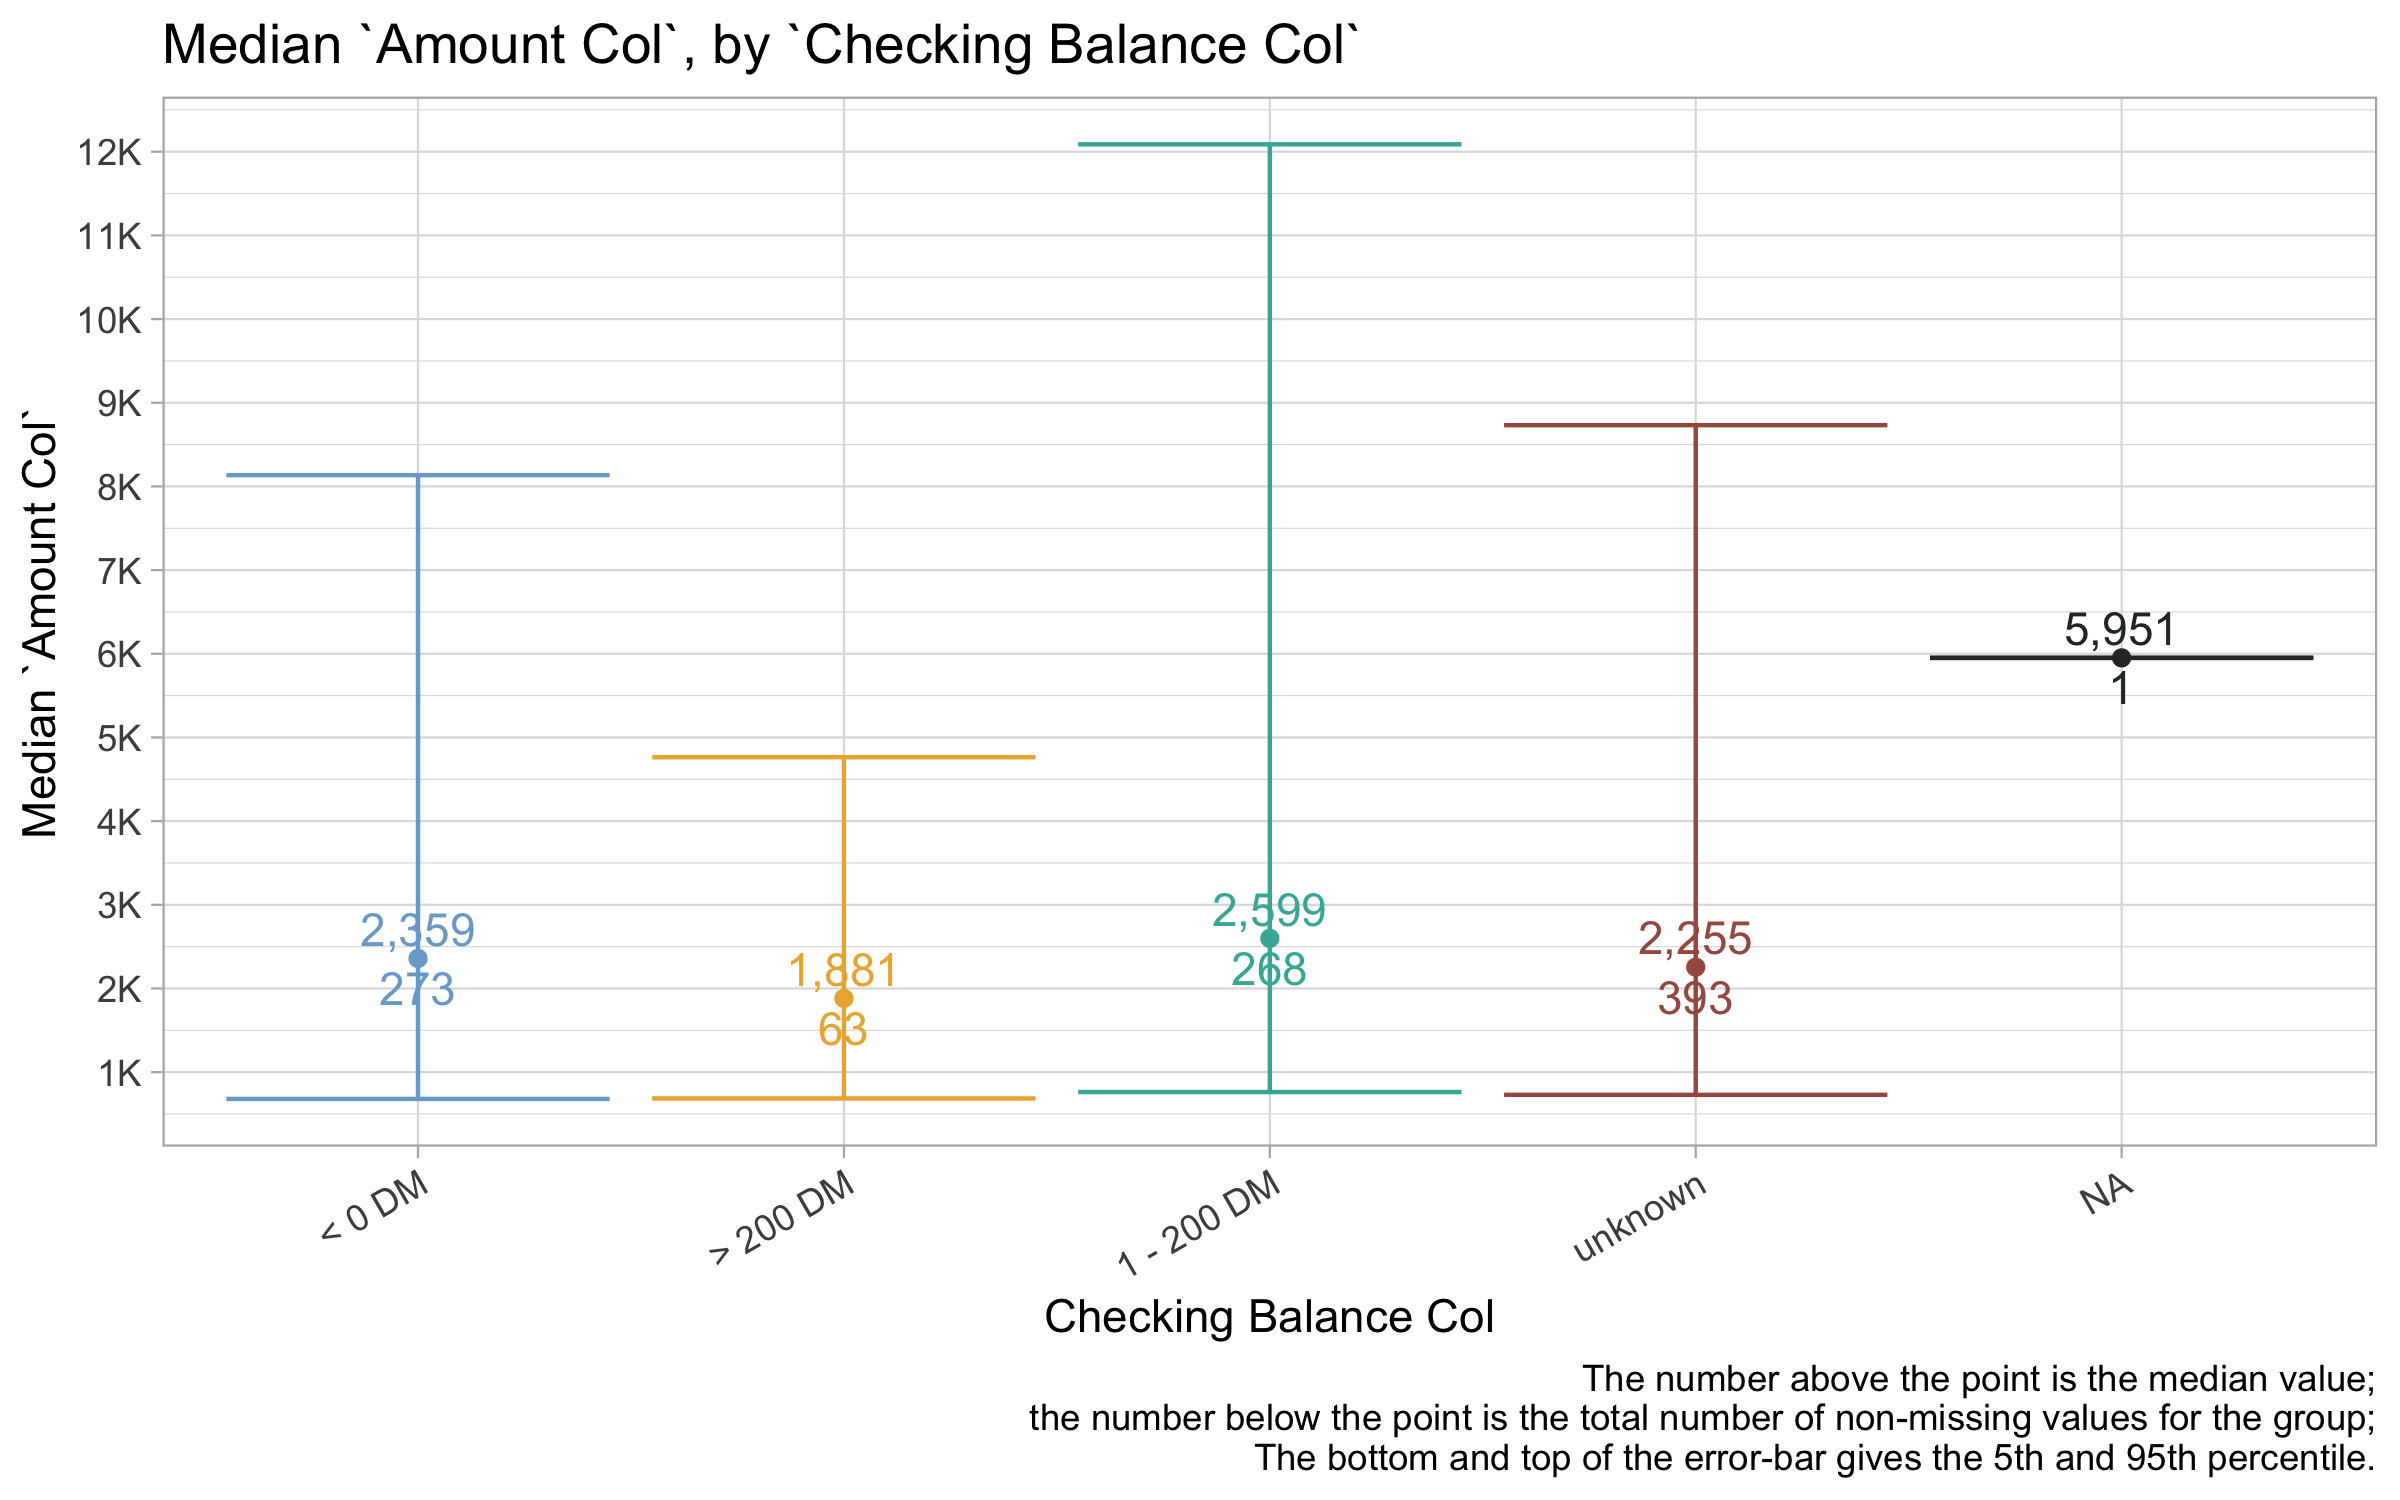 Median `Amount Col`, by `Checking Balance Col`
Median `Amount Col`
12K
11K
10K
9K
8K
7K
6K
5K
4K
3K
2K
1K
2,359
273
1,881
63
2,599
268
2,255
393
5,951
1
< 0 DM
> 200 DM
1 - 200 DM
unknown
NA
Checking Balance Col
The number above the point is the median value;
the number below the point is the total number of non-missing values for the group;
The bottom and top of the error-bar gives the 5th and 95th percentile.